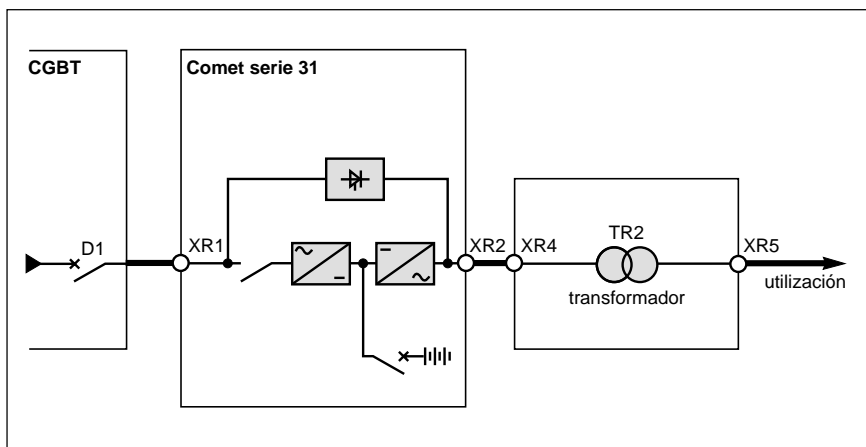 CGBT
Comet serie 31
D1
XR1
XR2
XR4
TR2
XR5
transformador
utilización